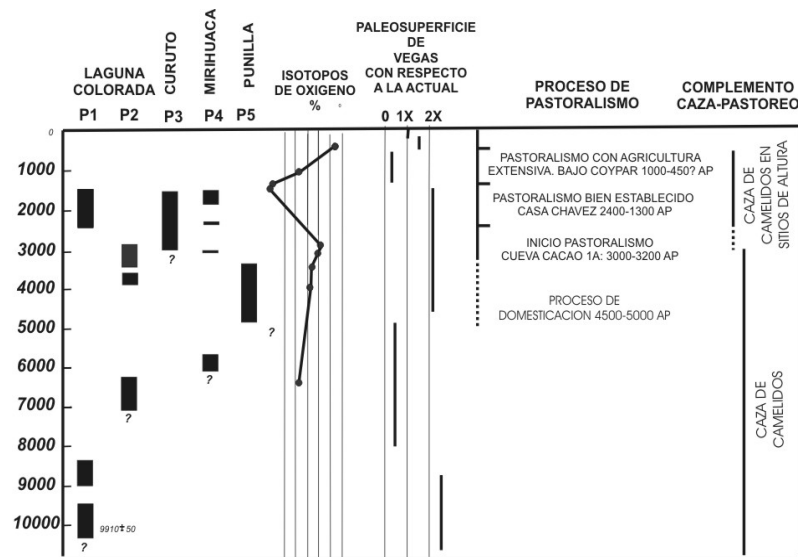 LAGUNA
COLORADA
CURUTO
MIRIHUACA
PUNILLA
ISOTOPOS
DE OXIGENO
%
PALEOSUPERFICIE
DE
VEGAS
CON RESPECTO
A LA ACTUAL
PROCESO DE
PASTORALISMO
COMPLEMENTO
CAZA-PASTOREO
P1 P2 P3 P4 P5
0 1X 2X
0
1000
2000
3000
4000
5000
6000
7000
8000
9000
10000
?
?
?
?
?
?
9910±50
PASTORALISMO CON AGRICULTURA
EXTENSIVA. BAJO COYPAR 1000-450? AP
PASTORALISMO BIEN ESTABLECIDO
CASA CHAVEZ 2400-1300 AP
INICIO PASTORALISMO
CUEVA CACAO 1A: 3000-3200 AP
PROCESO DE
DOMESTICACION 4500-5000 AP
CAZA DE
CAMELIDOS EN
SITIOS DE ALTURA
CAZA DE
CAMELIDOS